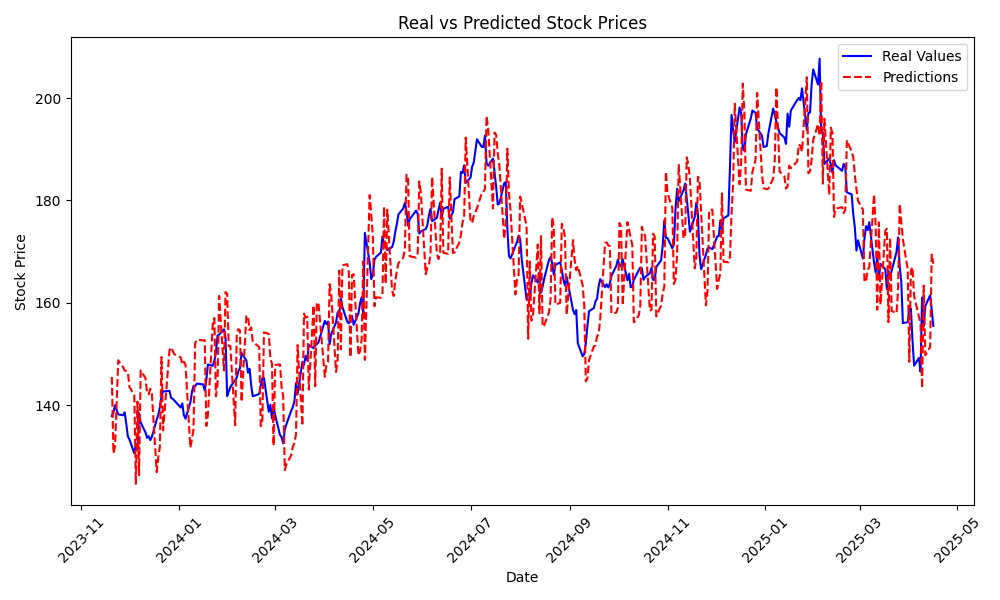 Real vs Predicted Stock Prices
Real Values
Predictions
Stock Price
200
180
160
140
2023-11
2024-01
2024-03
2024-05
2024-07
2024-09
2024-11
2025-01
2025-03
2025-05
Date